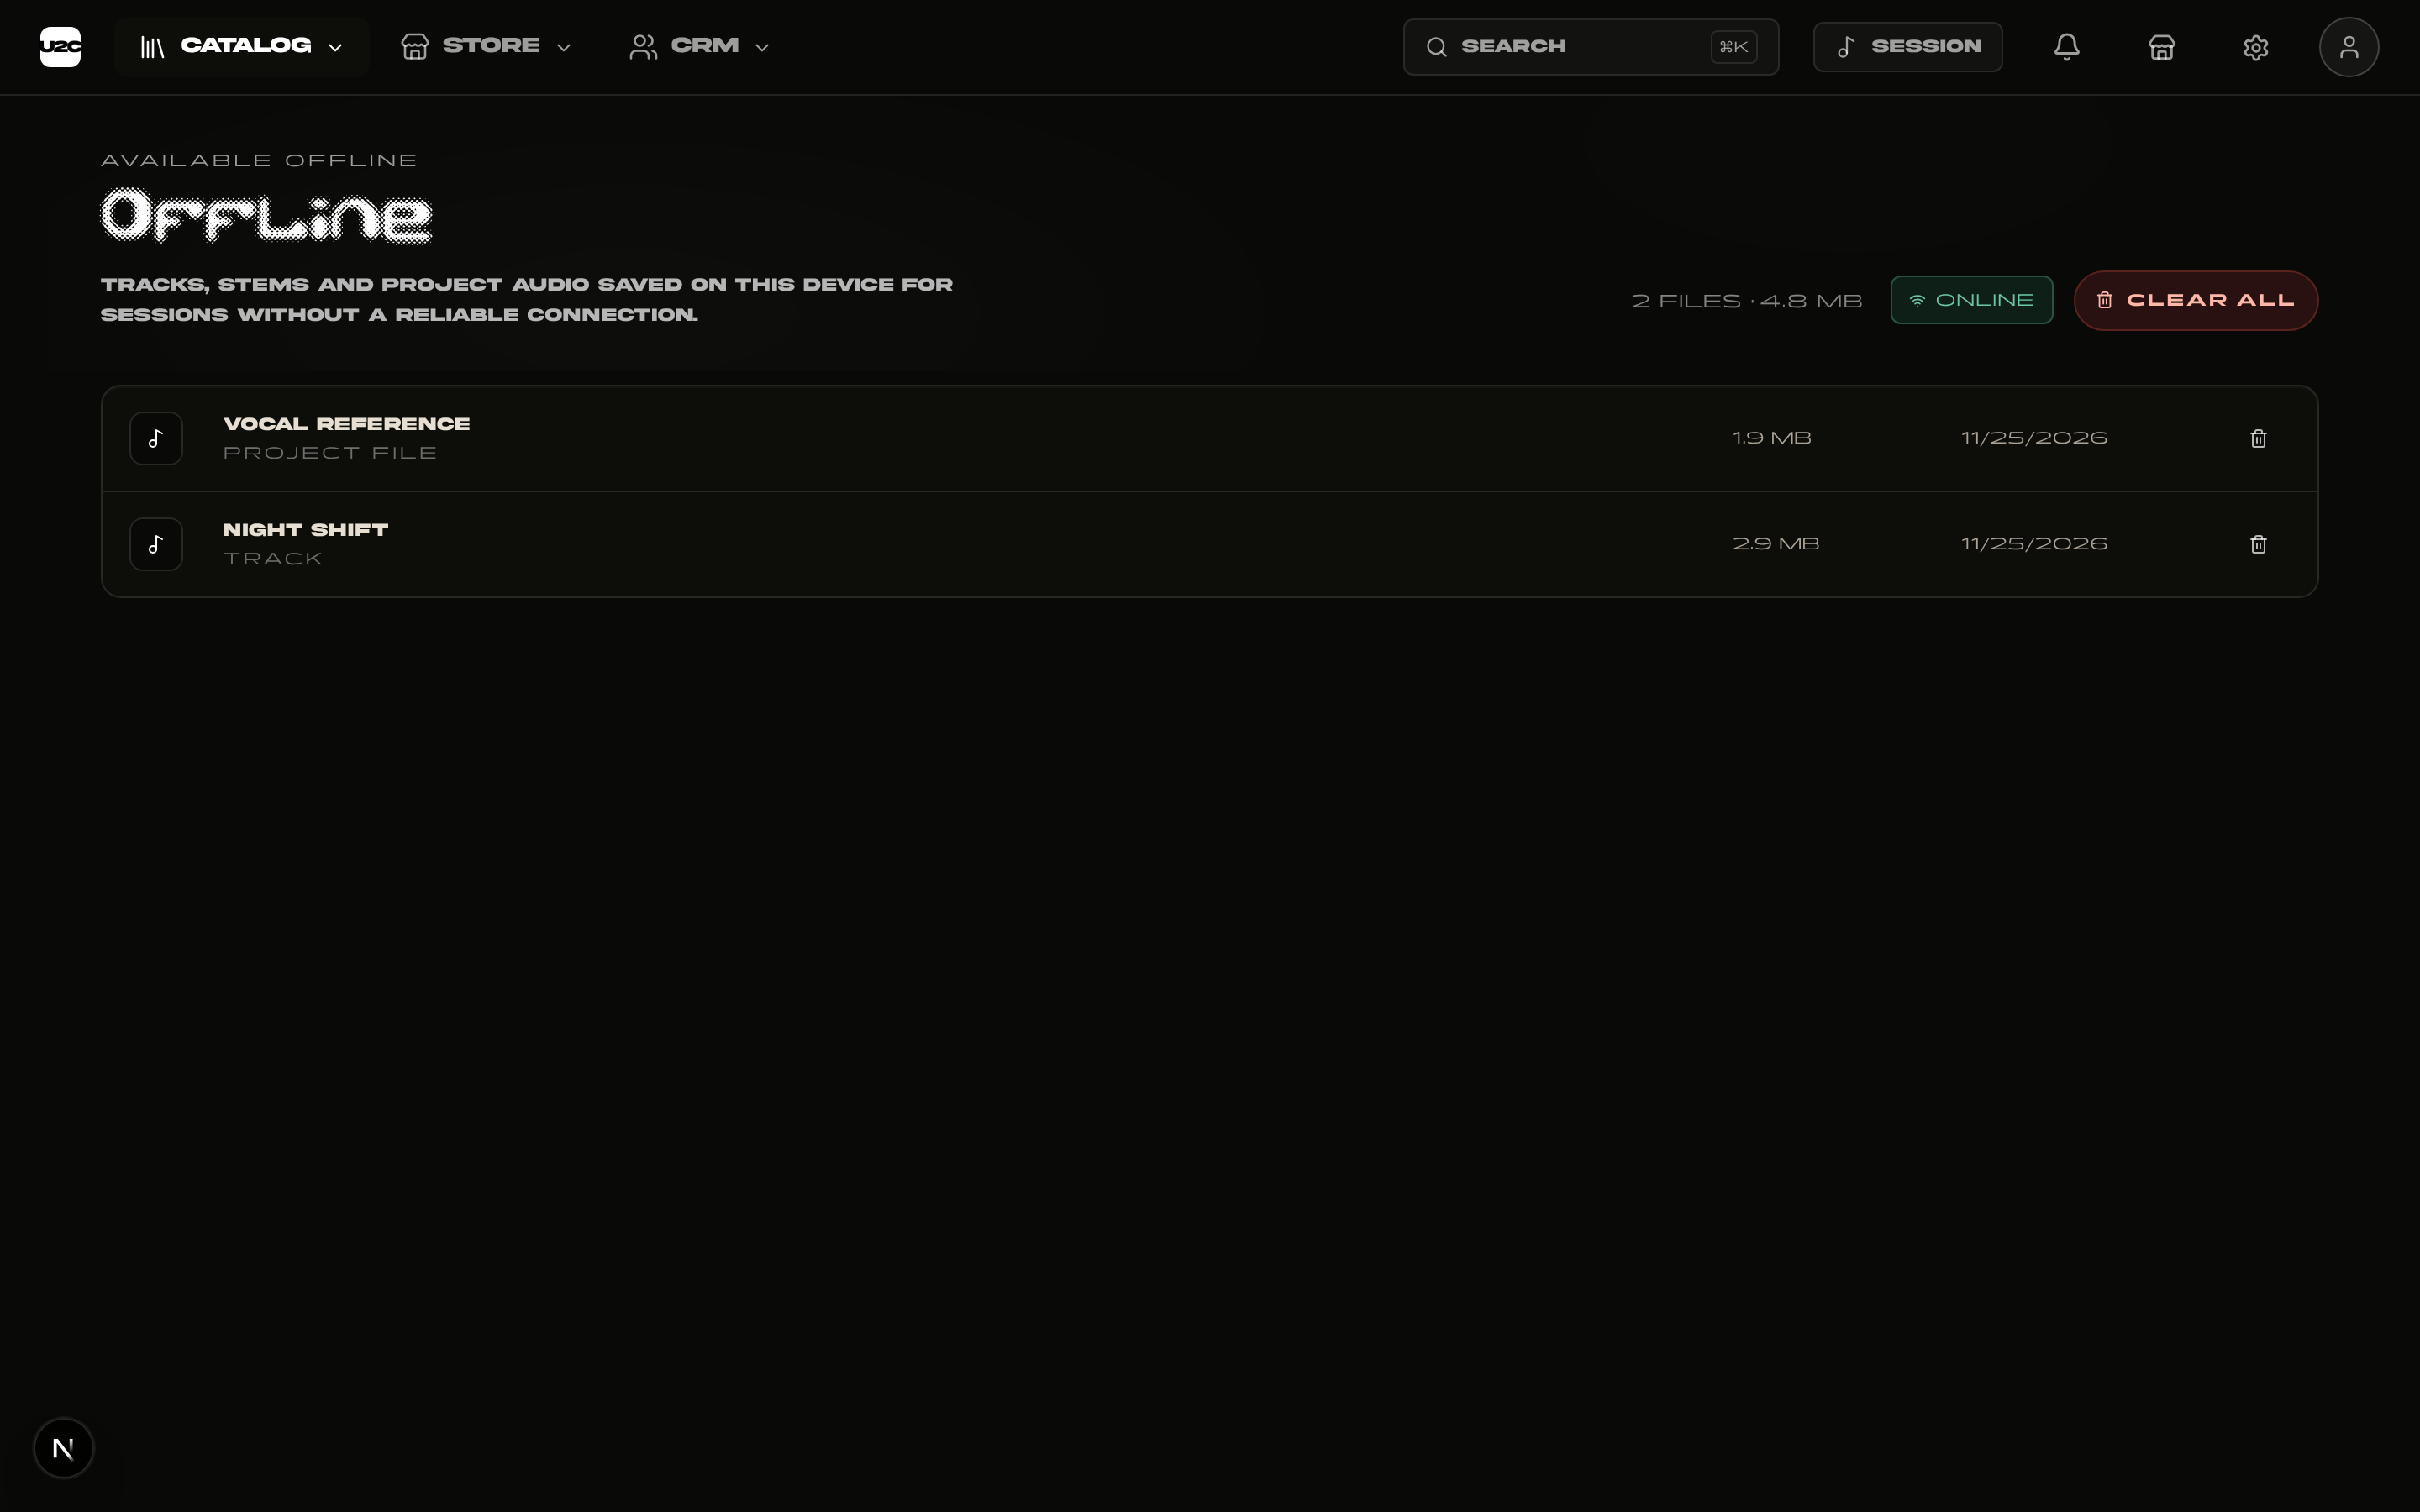 U2C CATALOG STORE CRM SEARCH ⌘K SESSION
AVAILABLE OFFLINE
Offline
TRACKS, STEMS AND PROJECT AUDIO SAVED ON THIS DEVICE FOR
SESSIONS WITHOUT A RELIABLE CONNECTION.
2 FILES · 4.8 MB ONLINE CLEAR ALL
VOCAL REFERENCE
PROJECT FILE
1.9 MB 11/25/2026
NIGHT SHIFT
TRACK
2.9 MB 11/25/2026
N